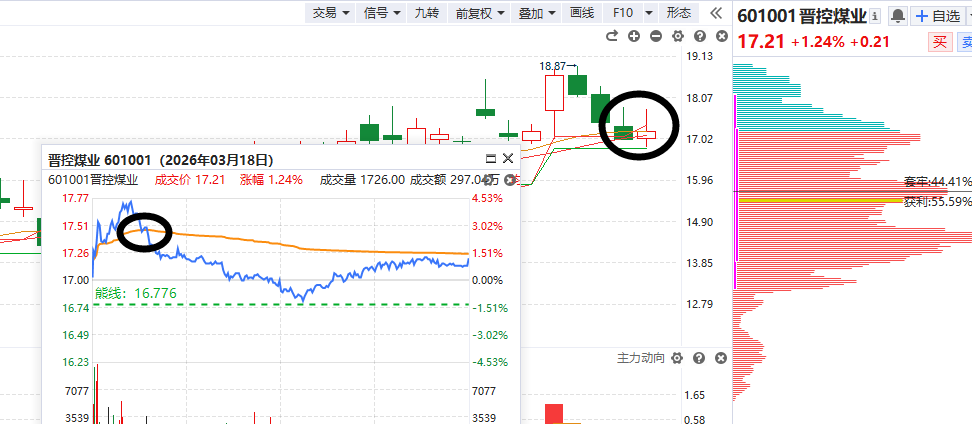 交易 信号 九转 前复权 叠加 画线 F10 形态
601001 晋控煤业
自选
17.21 +1.24% +0.21
买 卖
19.13
18.87
18.07
17.02
15.96
14.90
13.85
12.79
套牢:44.41%
获利:55.59%
晋控煤业 601001（2026年03月18日）
601001晋控煤业 成交价 17.21 涨幅 1.24% 成交量 1726.00 成交额 297.04万
17.77 4.53%
17.51 3.02%
17.26 1.51%
17.00 0.00%
熊线：16.776
16.74 -1.51%
16.49 -3.02%
16.23 -4.53%
7077 7077
3539 3539
主力动向
1.65
0.58